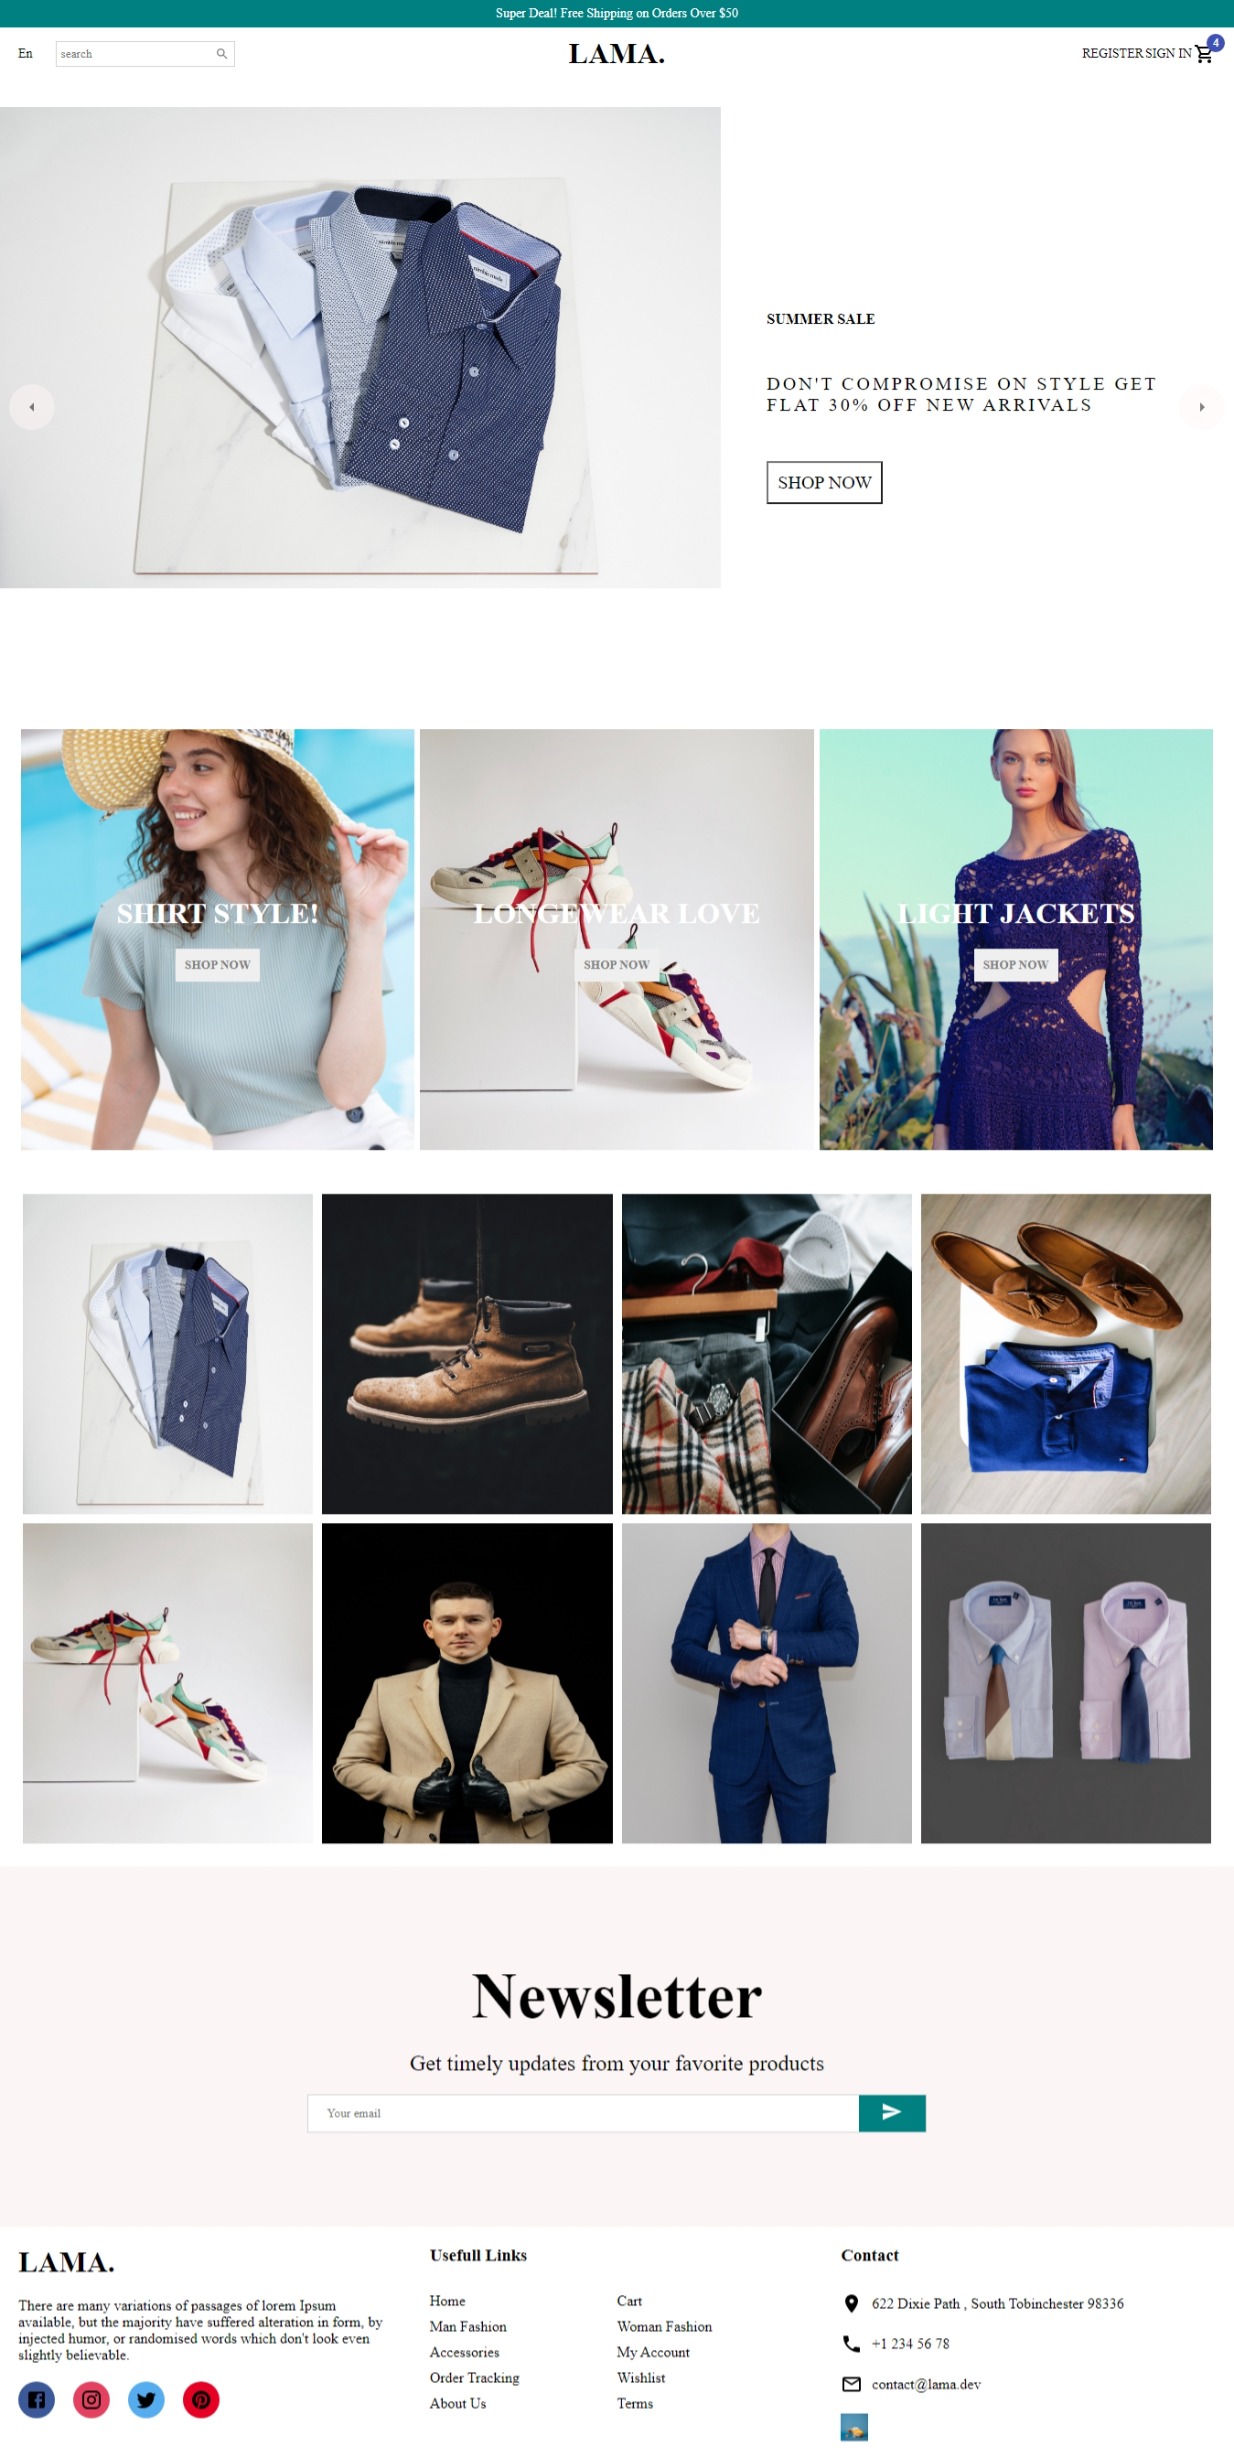 Super Deal! Free Shipping on Orders Over $50
En
search
LAMA.
REGISTER SIGN IN
4
SUMMER SALE
DON'T COMPROMISE ON STYLE GET
FLAT 30% OFF NEW ARRIVALS
SHOP NOW
SHIRT STYLE!
SHOP NOW
LONGEWEAR LOVE
SHOP NOW
LIGHT JACKETS
SHOP NOW
Newsletter
Get timely updates from your favorite products
Your email
LAMA.
There are many variations of passages of lorem Ipsum
available, but the majority have suffered alteration in form, by
injected humor, or randomised words which don't look even
slightly believable.
Usefull Links
Home
Cart
Man Fashion
Woman Fashion
Accessories
My Account
Order Tracking
Wishlist
About Us
Terms
Contact
622 Dixie Path , South Tobinchester 98336
+1 234 56 78
contact@lama.dev